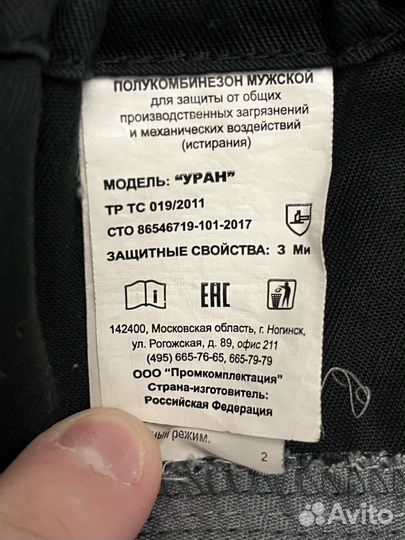 ПОЛУКОМБИНЕЗОН МУЖСКОЙ
для защиты от общих
производственных загрязнений
и механических воздействий
(истирания)
МОДЕЛЬ: "УРАН"
ТР ТС 019/2011
СТО 86546719-101-2017
ЗАЩИТНЫЕ СВОЙСТВА: З Ми
i EAC
142400, Московская область, г. Ногинск,
ул. Рогожская, д. 89, офис 211
(495) 665-76-65, 665-79-79
ООО "Промкомплектация"
Страна-изготовитель:
Российская Федерация
режим.
2
Avito